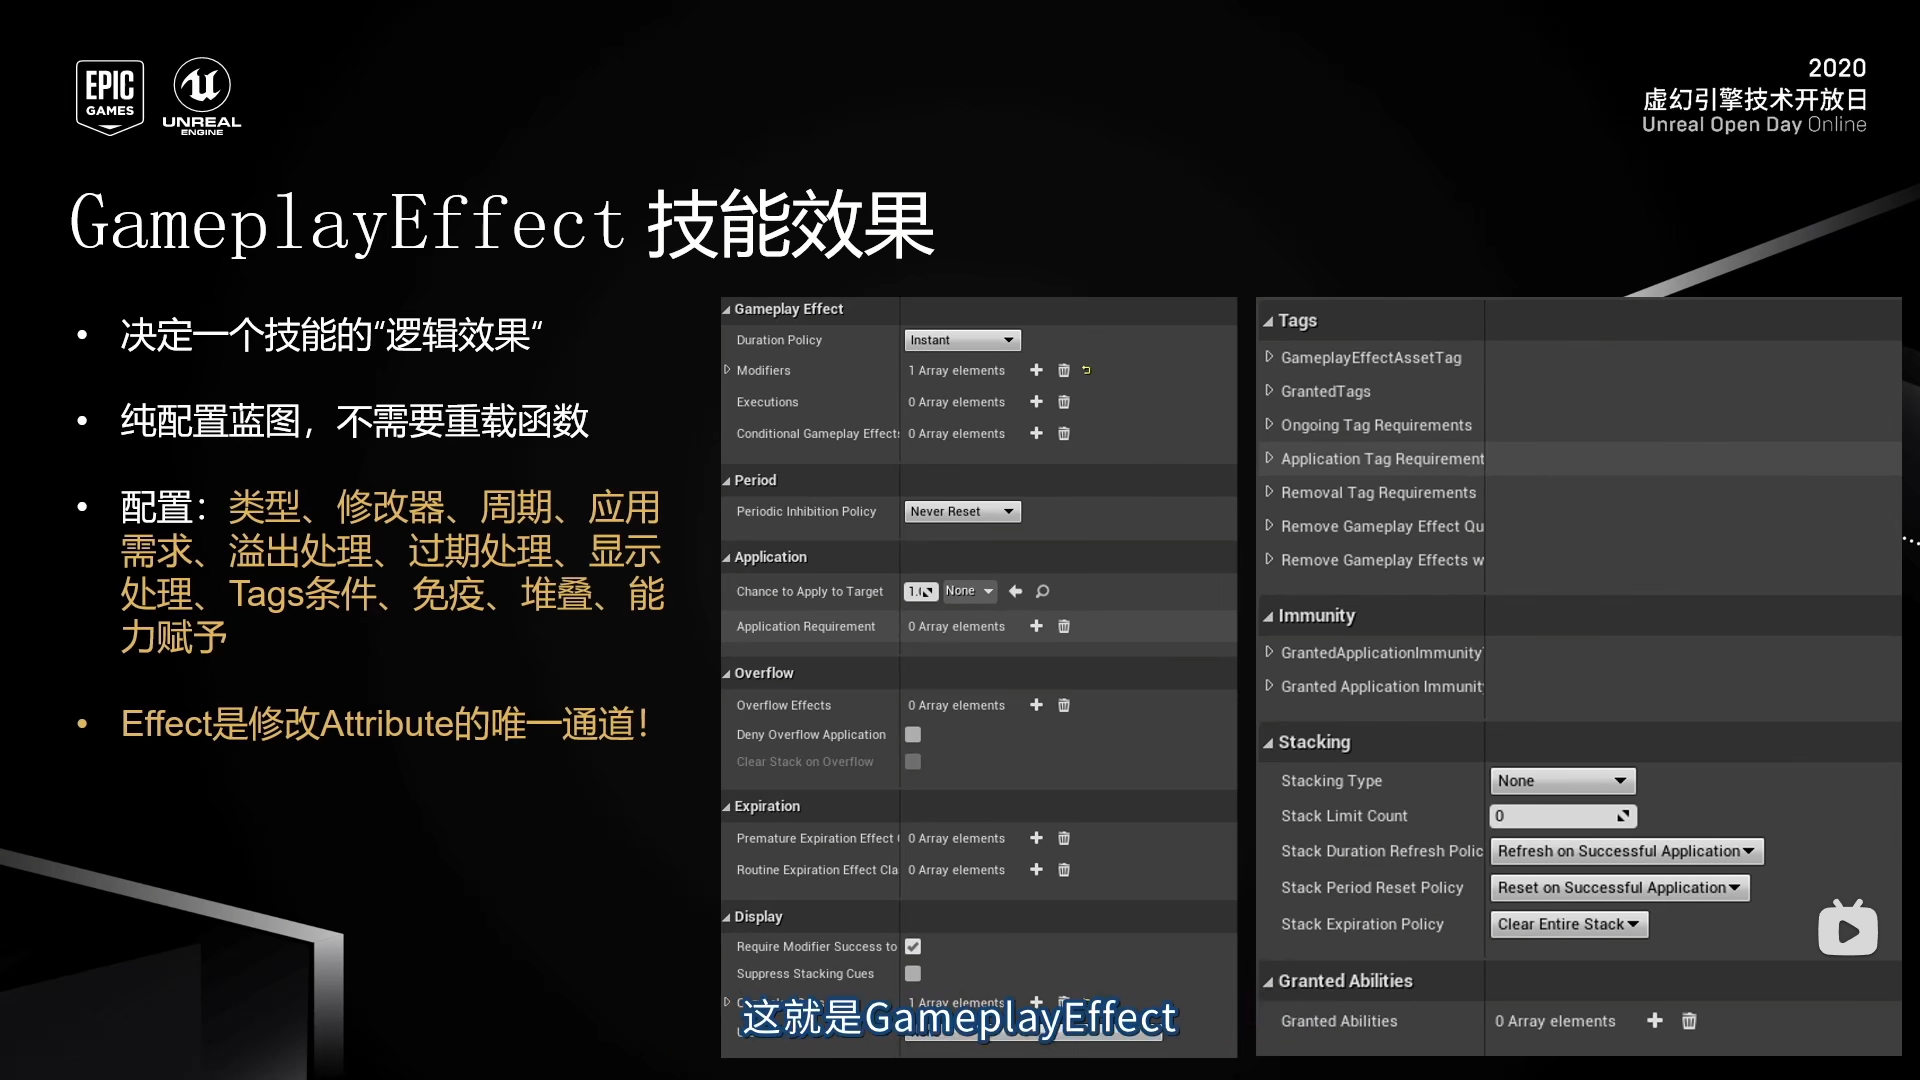 EPIC
GAMES
UNREAL
ENGINE
2020
虚幻引擎技术开放日
Unreal Open Day Online
GameplayEffect 技能效果
• 决定一个技能的“逻辑效果“
• 纯配置蓝图，不需要重载函数
• 配置：类型、修改器、周期、应用
需求、溢出处理、过期处理、显示
处理、Tags条件、免疫、堆叠、能
力赋予
• Effect是修改Attribute的唯一通道！
Gameplay Effect
Duration Policy Instant
Modifiers 1 Array elements
Executions 0 Array elements
Conditional Gameplay Effects 0 Array elements
Period
Periodic Inhibition Policy Never Reset
Application
Chance to Apply to Target 1.0 None
Application Requirement 0 Array elements
Overflow
Overflow Effects 0 Array elements
Deny Overflow Application
Clear Stack on Overflow
Expiration
Premature Expiration Effect 0 Array elements
Routine Expiration Effect Cla 0 Array elements
Display
Require Modifier Success to
Suppress Stacking Cues
1 Array elements
这就是GameplayEffect
Tags
GameplayEffectAssetTag
GrantedTags
Ongoing Tag Requirements
Application Tag Requirement
Removal Tag Requirements
Remove Gameplay Effect Qu
Remove Gameplay Effects w
Immunity
GrantedApplicationImmunity
Granted Application Immunit
Stacking
Stacking Type None
Stack Limit Count 0
Stack Duration Refresh Polic Refresh on Successful Application
Stack Period Reset Policy Reset on Successful Application
Stack Expiration Policy Clear Entire Stack
Granted Abilities
Granted Abilities 0 Array elements